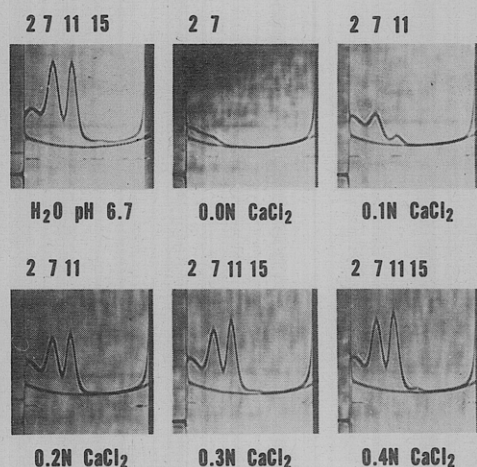 2 7 11 15
2 7
2 7 11
H₂O pH 6.7
0.0N CaCl₂
0.1N CaCl₂
2 7 11
2 7 11 15
2 7 11 15
0.2N CaCl₂
0.3N CaCl₂
0.4N CaCl₂